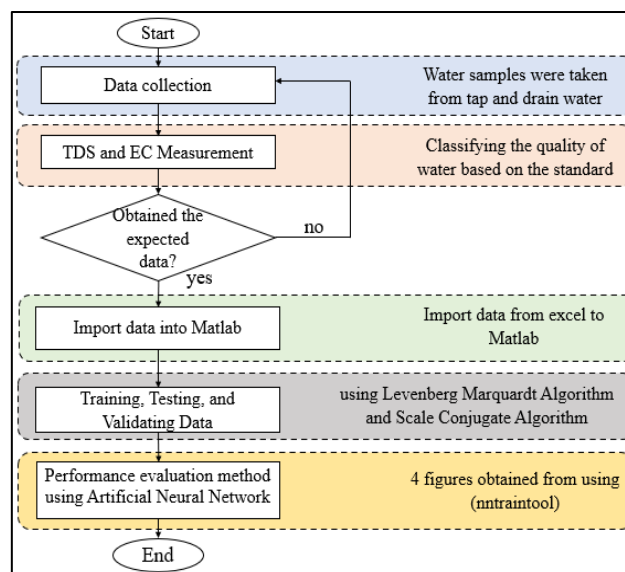 Start
Data collection
Water samples were taken
from tap and drain water
TDS and EC Measurement
Classifying the quality of
water based on the standard
Obtained the
expected
data?
no
yes
Import data into Matlab
Import data from excel to
Matlab
Training, Testing, and
Validating Data
using Levenberg Marquardt Algorithm
and Scale Conjugate Algorithm
Performance evaluation method
using Artificial Neural Network
4 figures obtained from using
(nntraintool)
End